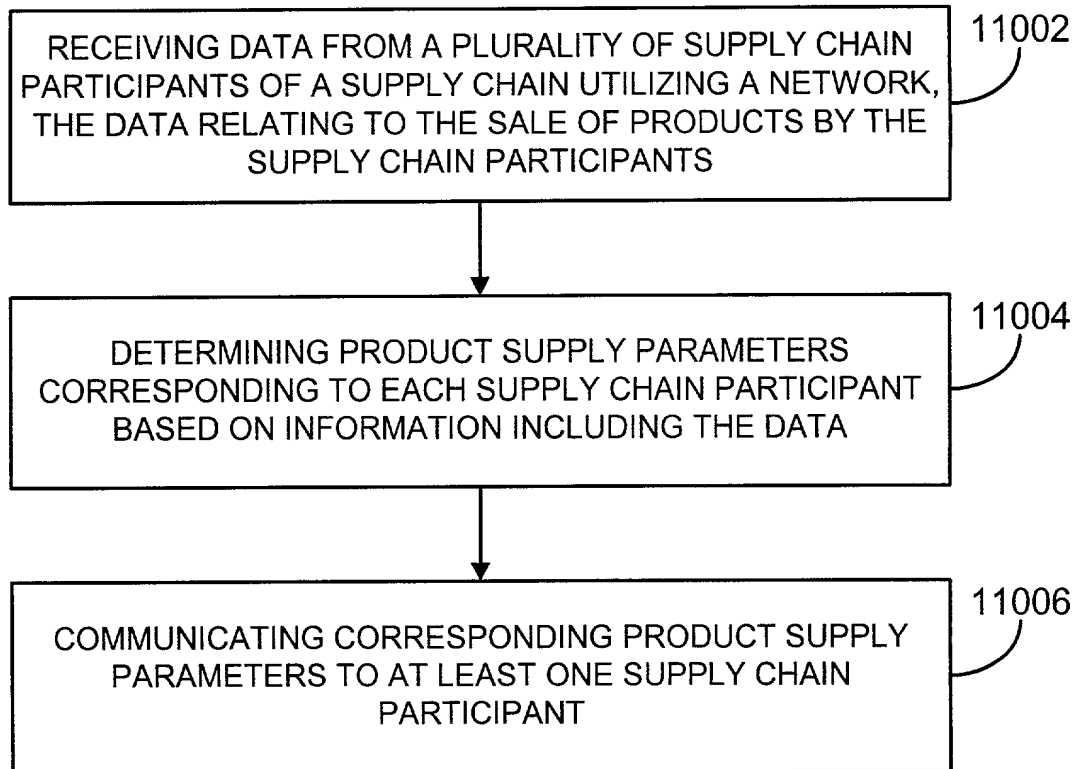 RECEIVING DATA FROM A PLURALITY OF SUPPLY CHAIN
PARTICIPANTS OF A SUPPLY CHAIN UTILIZING A NETWORK,
THE DATA RELATING TO THE SALE OF PRODUCTS BY THE
SUPPLY CHAIN PARTICIPANTS
11002
DETERMINING PRODUCT SUPPLY PARAMETERS
CORRESPONDING TO EACH SUPPLY CHAIN PARTICIPANT
BASED ON INFORMATION INCLUDING THE DATA
11004
COMMUNICATING CORRESPONDING PRODUCT SUPPLY
PARAMETERS TO AT LEAST ONE SUPPLY CHAIN
PARTICIPANT
11006